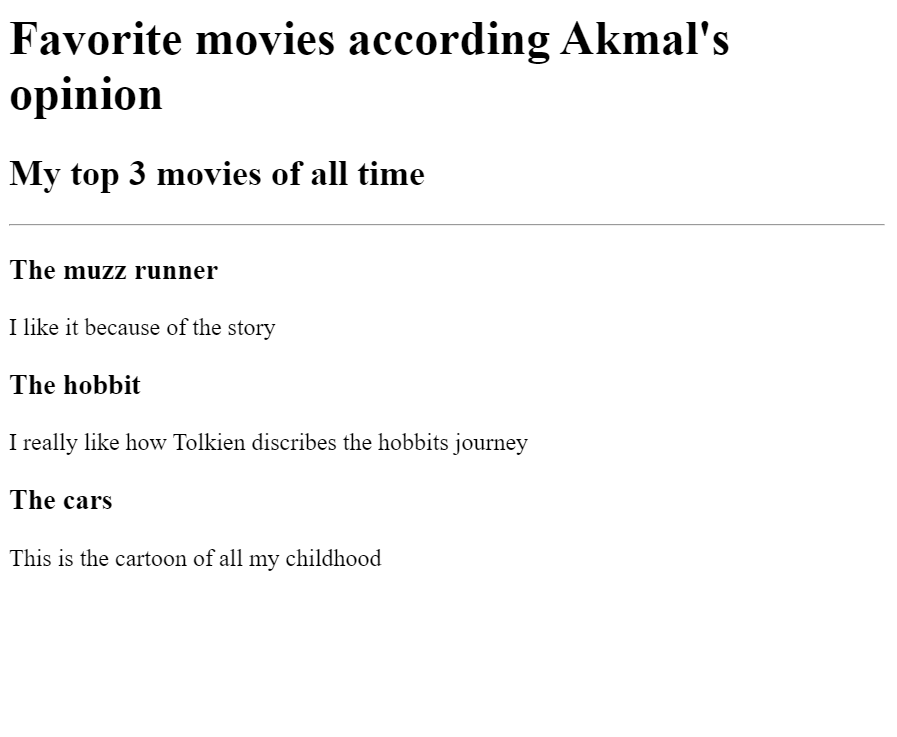 Favorite movies according Akmal's
opinion
My top 3 movies of all time
The muzz runner
I like it because of the story
The hobbit
I really like how Tolkien discribes the hobbits journey
The cars
This is the cartoon of all my childhood